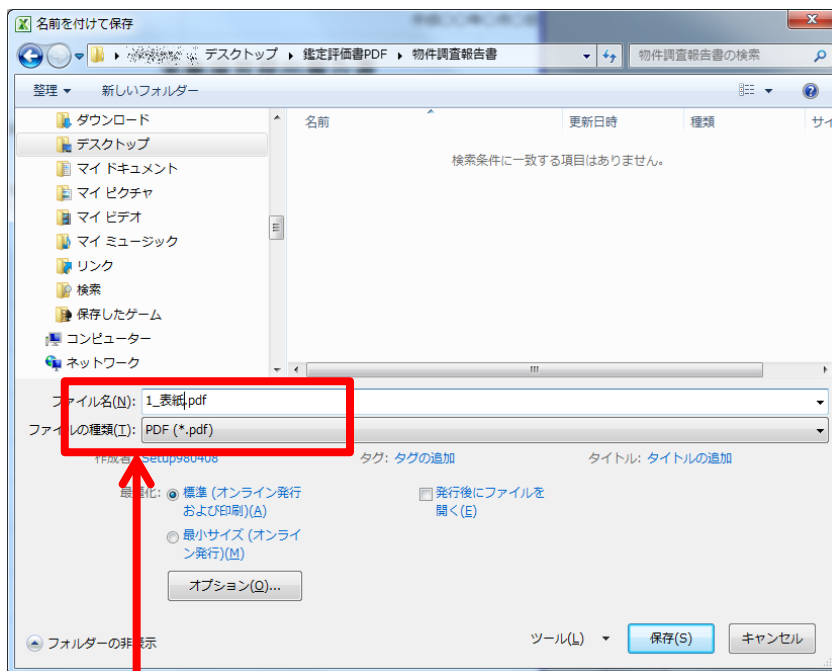 名前を付けて保存
デスクトップ ▸ 鑑定評価書PDF ▸ 物件調査報告書
物件調査報告書の検索
整理 ▼ 新しいフォルダー
ダウンロード
デスクトップ
マイ ドキュメント
マイ ピクチャ
マイ ビデオ
マイ ミュージック
リンク
検索
保存したゲーム
コンピューター
ネットワーク
名前 更新日時 種類 サイ
検索条件に一致する項目はありません。
ファイル名(N): 1_表紙.pdf
ファイルの種類(T): PDF (*.pdf)
作成者: Setup980408 タグ: タグの追加 タイトル: タイトルの追加
最適化: 標準 (オンライン発行
および印刷)(A)
最小サイズ (オンライ
ン発行)(M)
発行後にファイルを
開く(E)
オプション(O)...
フォルダーの非表示
ツール(L) ▼ 保存(S) キャンセル